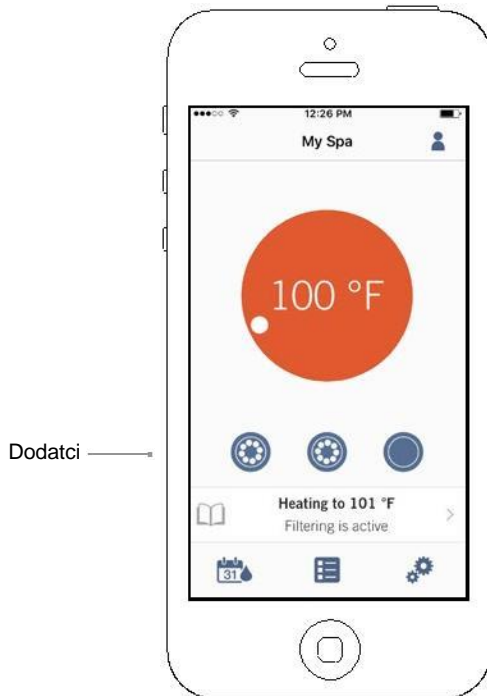 12:26 PM
My Spa
100 °F
Dodatci
Heating to 101 °F
Filtering is active
31